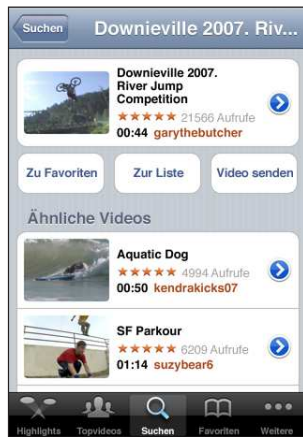 Suchen
Downieville 2007. Riv...
Downieville 2007.
River Jump
Competition
21566 Aufrufe
00:44 garythebutcher
Zu Favoriten
Zur Liste
Video senden
Ähnliche Videos
Aquatic Dog
4994 Aufrufe
00:50 kendrakicks07
SF Parkour
6209 Aufrufe
01:14 suzybear6
Highlights
Topvideos
Suchen
Favoriten
Weitere